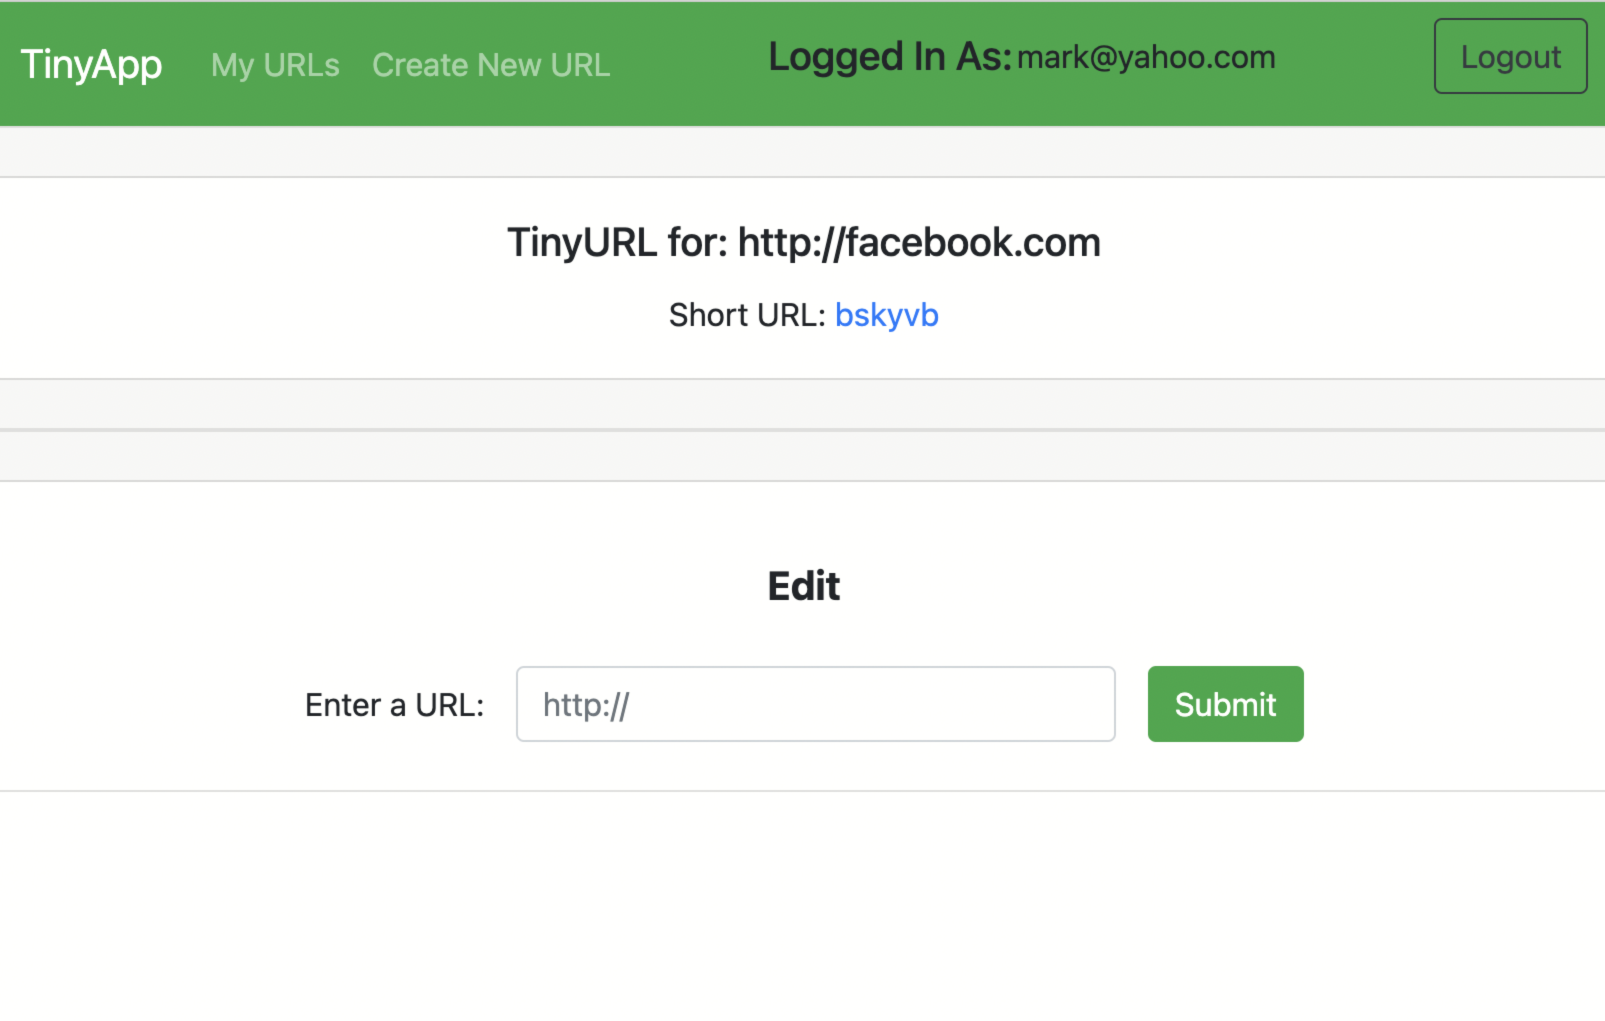 TinyApp My URLs Create New URL Logged In As: mark@yahoo.com Logout
TinyURL for: http://facebook.com
Short URL: bskyvb
Edit
Enter a URL: http:// Submit